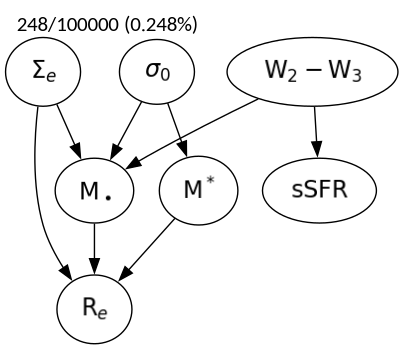 248/100000 (0.248%)
Σₑ σ₀ W₂ − W₃
M• M* sSFR
Rₑ